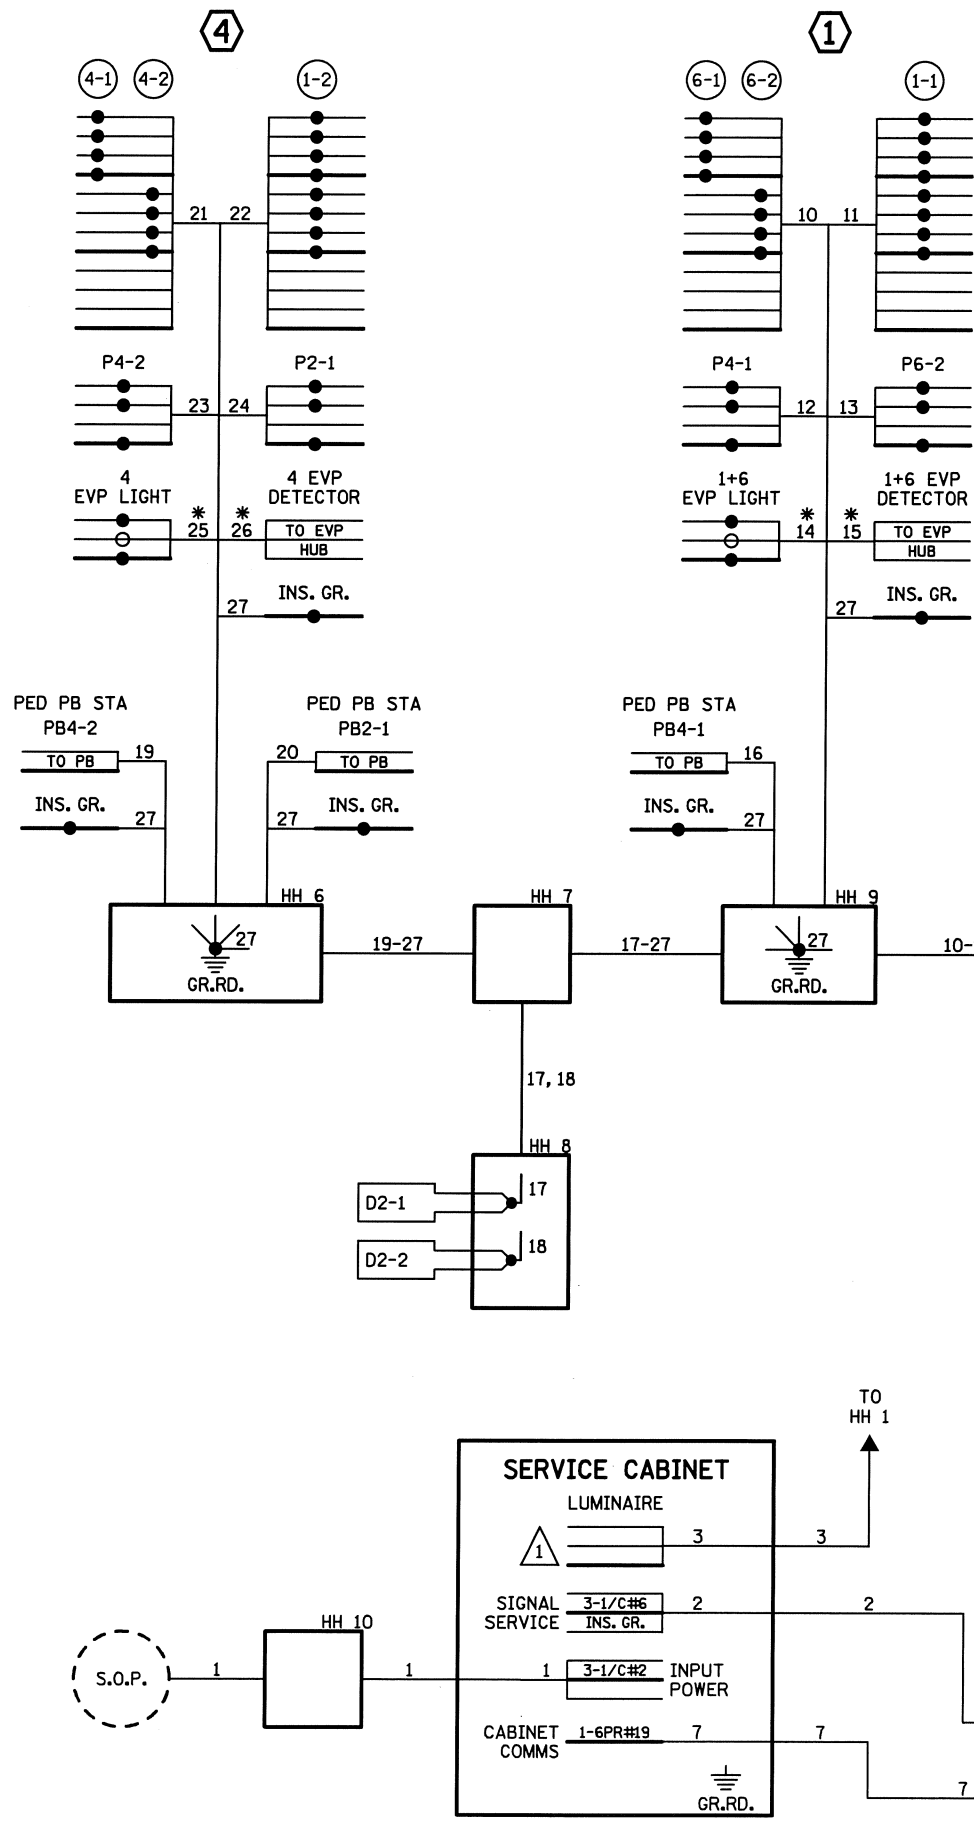 4
1
4-1 4-2 1-2
6-1 6-2 1-1
21 22
10 11
P4-2 P2-1
P4-1 P6-2
23 24
12 13
4
EVP LIGHT
4 EVP
DETECTOR
1+6
EVP LIGHT
1+6 EVP
DETECTOR
* *
25 26
TO EVP
HUB
* *
14 15
TO EVP
HUB
INS. GR.
27
INS. GR.
27
PED PB STA
PB4-2
TO PB
19
PED PB STA
PB2-1
20
TO PB
PED PB STA
PB4-1
TO PB
16
INS. GR.
27
INS. GR.
27
INS. GR.
27
HH 6
27
GR.RD.
19-27
HH 7
17-27
HH 9
27
GR.RD.
10-
17, 18
HH 8
D2-1
17
D2-2
18
TO
HH 1
SERVICE CABINET
LUMINAIRE
1
3
3
SIGNAL
SERVICE
3-1/C#6
INS. GR.
2
2
HH 10
S.O.P.
1
1
1
3-1/C#2
INPUT
POWER
CABINET
COMMS
1-6PR#19
7
7
7
GR.RD.